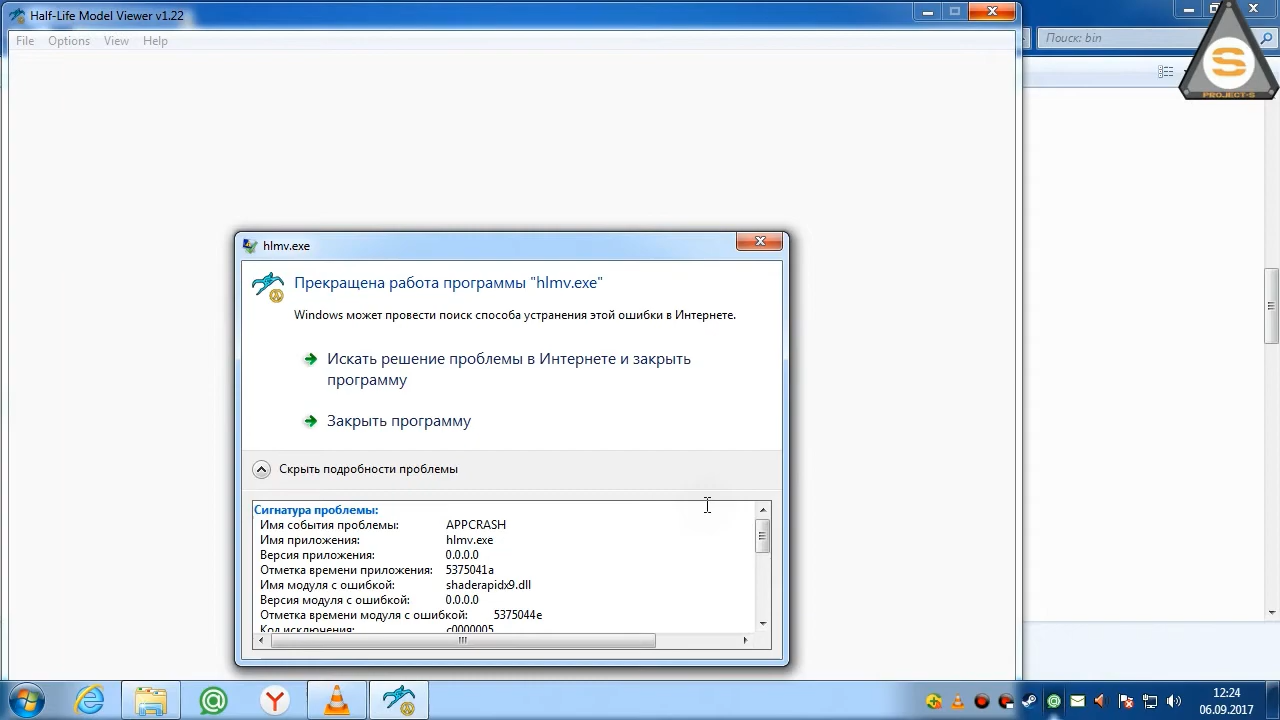 Half-Life Model Viewer v1.22
File Options View Help
Поиск: bin
S
PROJECT-S
hlmv.exe
Прекращена работа программы "hlmv.exe"
Windows может провести поиск способа устранения этой ошибки в Интернете.
Искать решение проблемы в Интернете и закрыть
программу
Закрыть программу
Скрыть подробности проблемы
Сигнатура проблемы:
Имя события проблемы: APPCRASH
Имя приложения: hlmv.exe
Версия приложения: 0.0.0.0
Отметка времени приложения: 5375041a
Имя модуля с ошибкой: shaderapidx9.dll
Версия модуля с ошибкой: 0.0.0.0
Отметка времени модуля с ошибкой: 5375044e
Код исключения: c0000005
12:24
06.09.2017